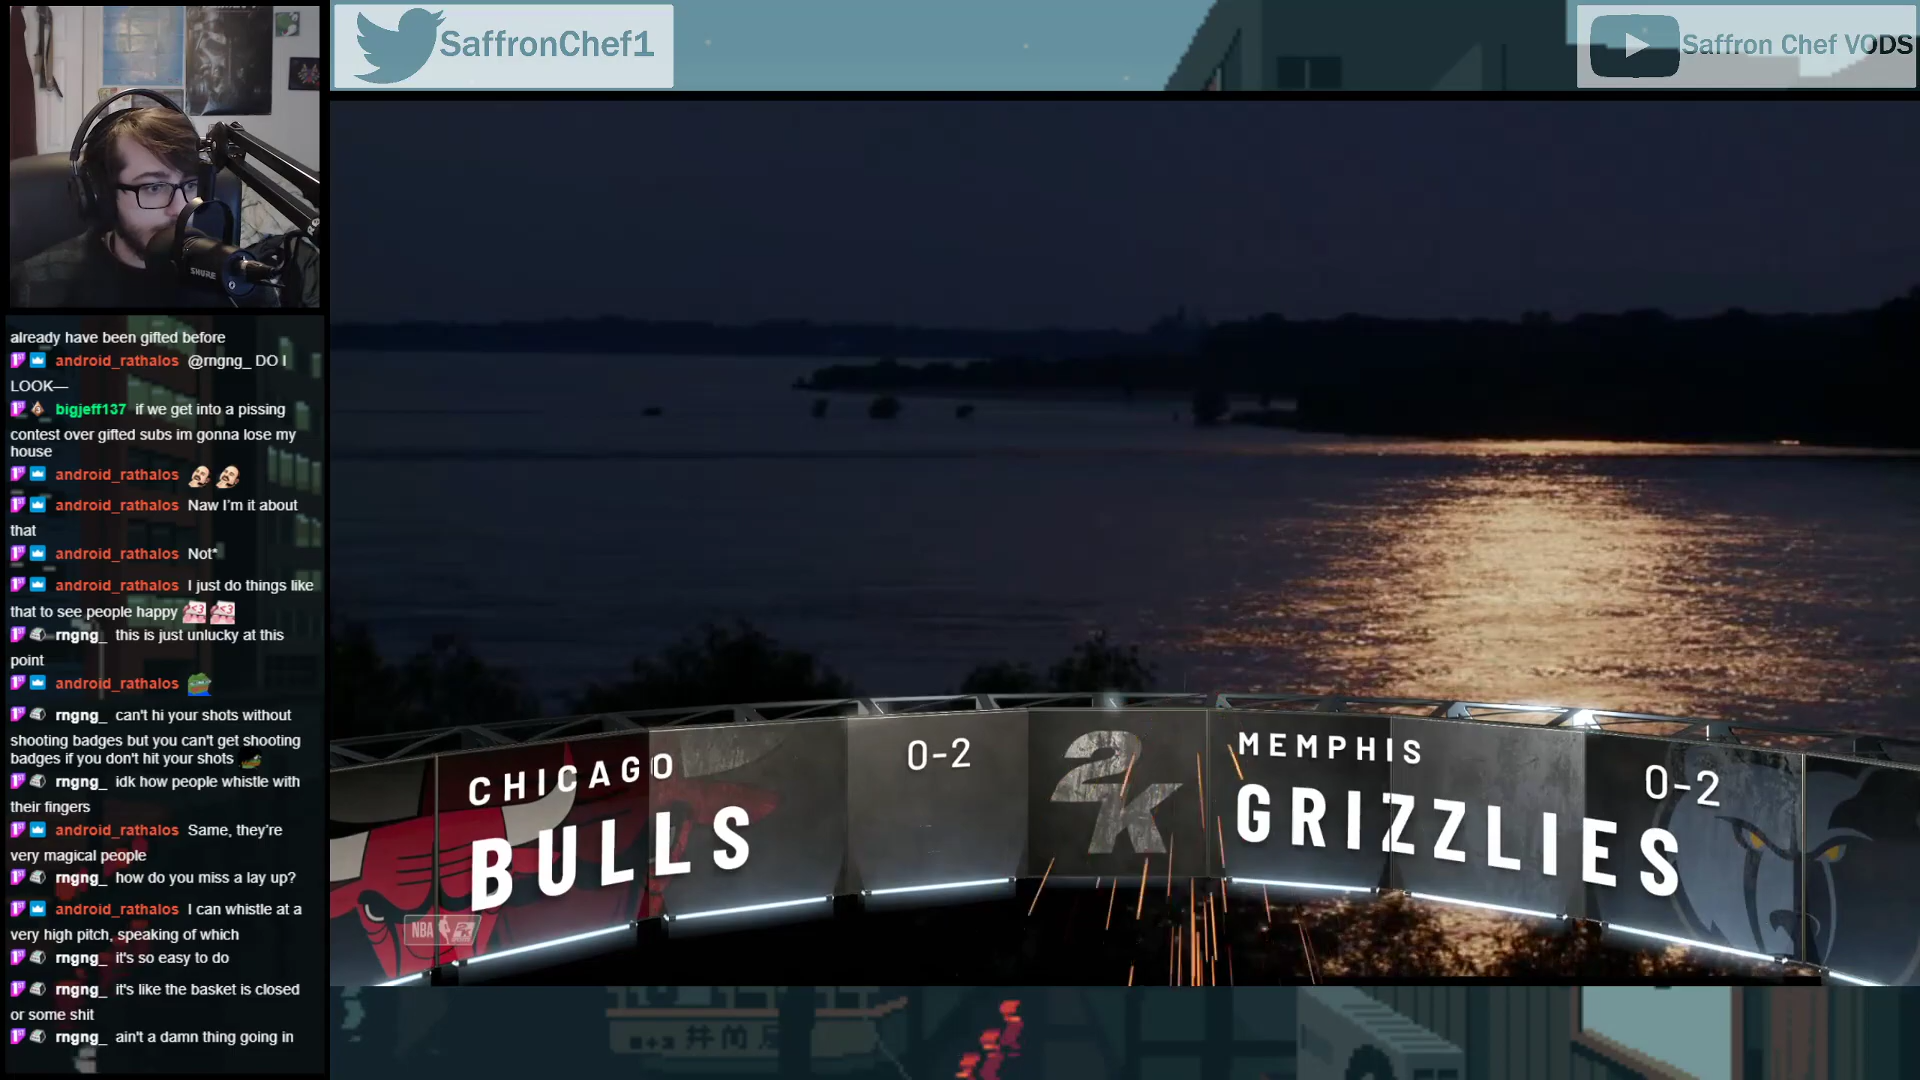 SaffronChef1
Saffron Chef VODS
SHURE
already have been gifted before
android_rathalos @rngng_ DO I
LOOK—
bigjeff137 if we get into a pissing
contest over gifted subs im gonna lose my
house
android_rathalos
android_rathalos Naw I'm it about
that
android_rathalos Not*
android_rathalos I just do things like
that to see people happy
rngng_ this is just unlucky at this
point
android_rathalos
rngng_ can't hi your shots without
shooting badges but you can't get shooting
badges if you don't hit your shots
rngng_ idk how people whistle with
their fingers
android_rathalos Same, they're
very magical people
rngng_ how do you miss a lay up?
android_rathalos I can whistle at a
very high pitch, speaking of which
rngng_ it's so easy to do
rngng_ it's like the basket is closed
or some shit
rngng_ ain't a damn thing going in
CHICAGO
BULLS
0-2
2K
MEMPHIS
GRIZZLIES
0-2
NBA 2K